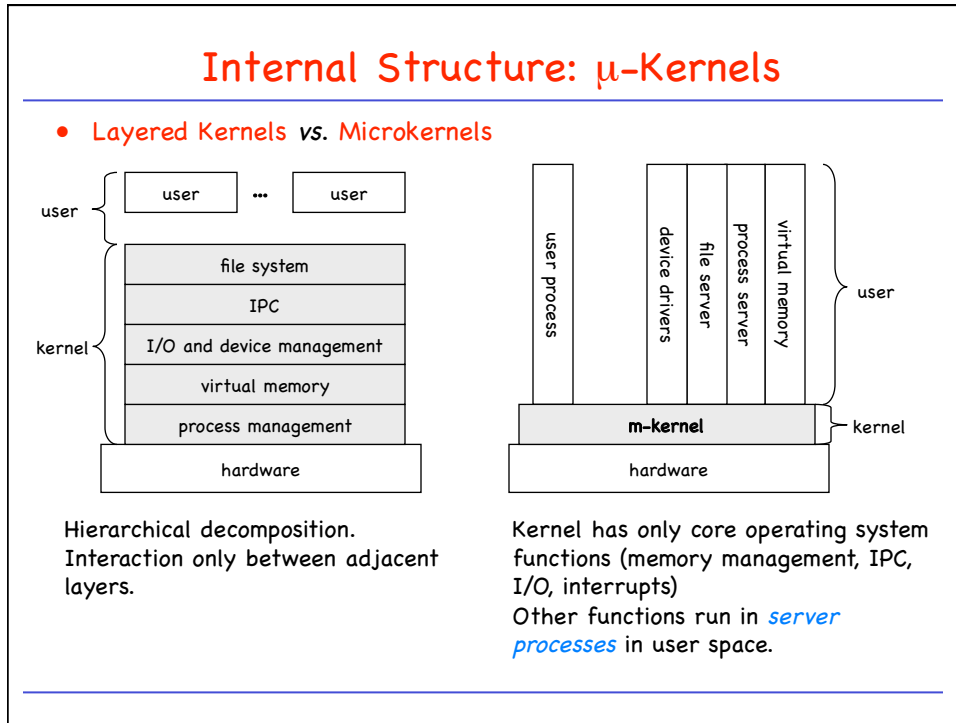 Internal Structure: μ-Kernels
• Layered Kernels vs. Microkernels
user
user
...
user
file system
IPC
kernel
I/O and device management
virtual memory
process management
hardware
user process
device drivers
file server
process server
virtual memory
user
m-kernel
kernel
hardware
Hierarchical decomposition.
Interaction only between adjacent
layers.
Kernel has only core operating system
functions (memory management, IPC,
I/O, interrupts)
Other functions run in server
processes in user space.